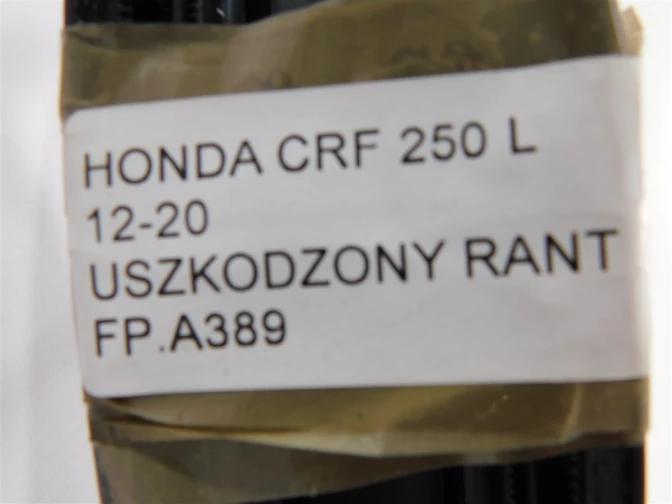 HONDA CRF 250 L
12-20
USZKODZONY RANT
FP.A389